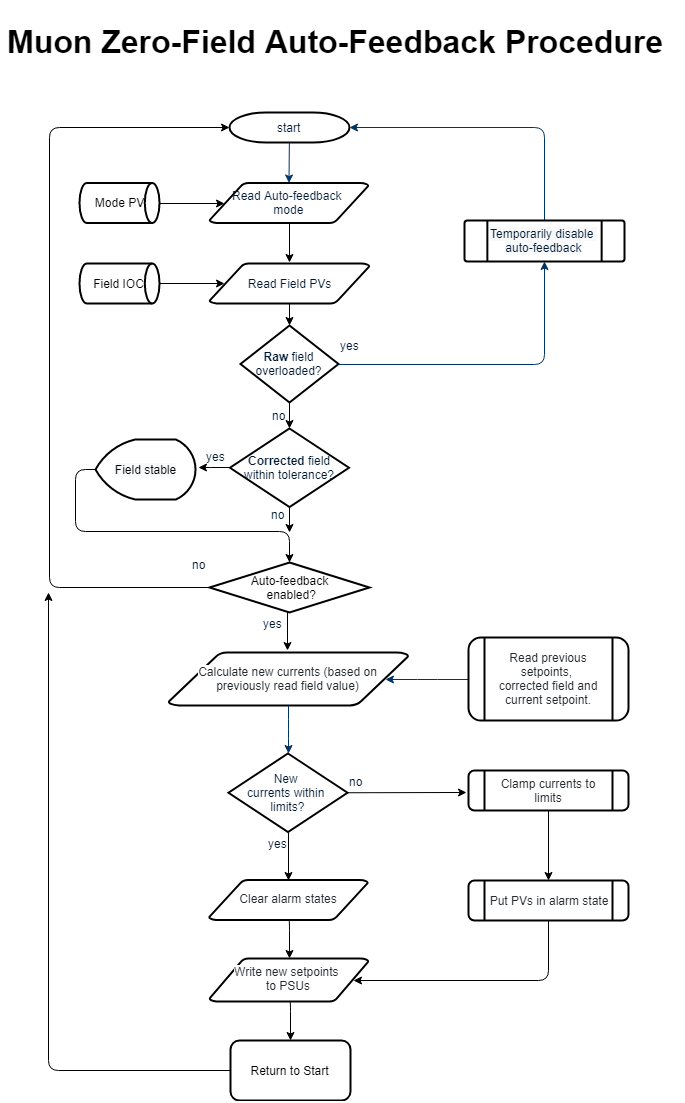 Muon Zero-Field Auto-Feedback Procedure
start
Mode PV
Read Auto-feedback
mode
Temporarily disable
auto-feedback
Field IOC
Read Field PVs
Raw field
overloaded?
yes
no
Corrected field
within tolerance?
yes
Field stable
no
Auto-feedback
enabled?
no
yes
Calculate new currents (based on
previously read field value)
Read previous
setpoints,
corrected field and
current setpoint.
New
currents within
limits?
no
Clamp currents to
limits
yes
Clear alarm states
Put PVs in alarm state
Write new setpoints
to PSUs
Return to Start